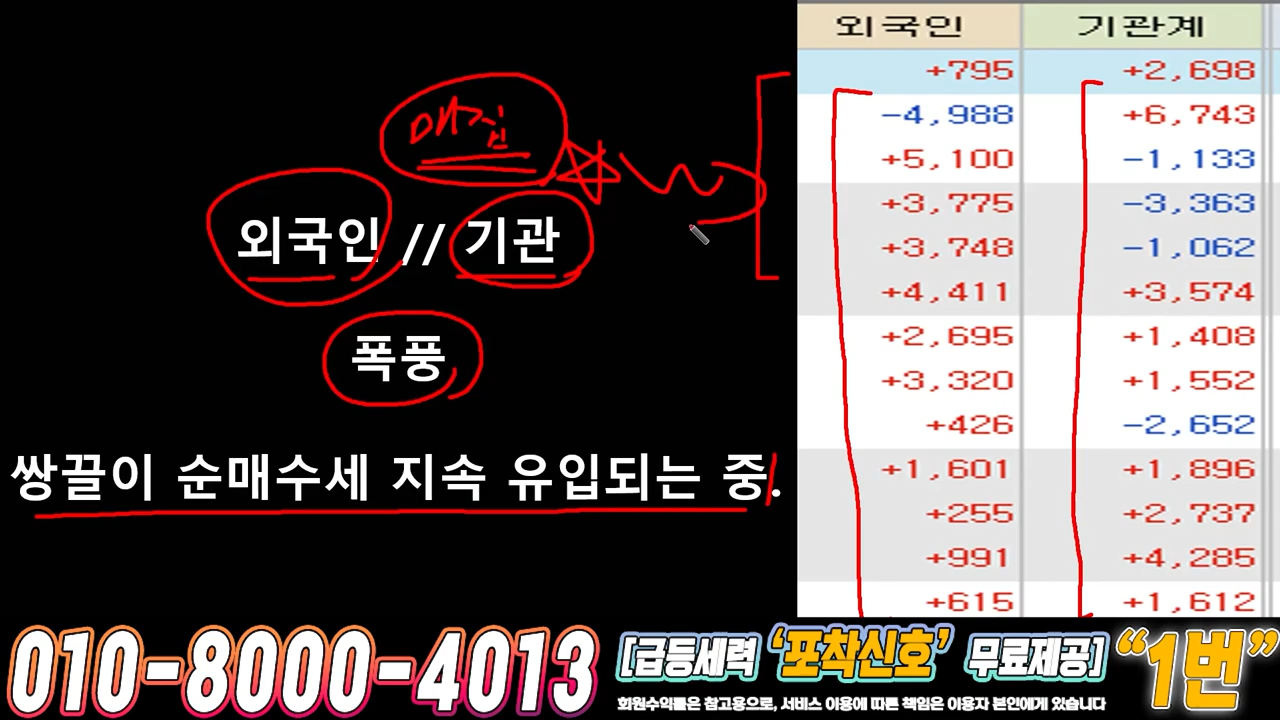 매집
외국인 // 기관
폭풍
쌍끌이 순매수세 지속 유입되는 중.
외국인 기관계
+795 +2,698
-4,988 +6,743
+5,100 -1,133
+3,775 -3,363
+3,748 -1,062
+4,411 +3,574
+2,695 +1,408
+3,320 +1,552
+426 -2,652
+1,601 +1,896
+255 +2,737
+991 +4,285
+615 +1,612
010-8000-4013
[급등세력 '포착신호' 무료제공] "1번"
회원수익률은 참고용으로, 서비스 이용에 따른 책임은 이용자 본인에게 있습니다